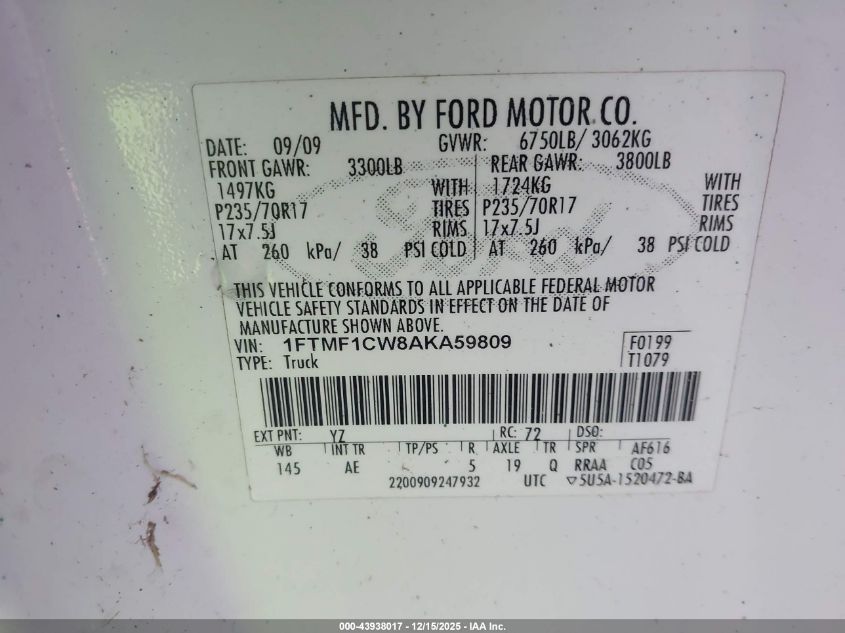 MFD. BY FORD MOTOR CO.
DATE: 09/09 GVWR: 6750LB/ 3062KG
FRONT GAWR: 3300LB REAR GAWR: 3800LB
1497KG WITH 1724KG WITH
P235/70R17 TIRES P235/70R17 TIRES
17x7.5J RIMS 17x7.5J RIMS
AT 260 kPa/ 38 PSI COLD AT 260 kPa/ 38 PSI COLD
Ford
THIS VEHICLE CONFORMS TO ALL APPLICABLE FEDERAL MOTOR
VEHICLE SAFETY STANDARDS IN EFFECT ON THE DATE OF
MANUFACTURE SHOWN ABOVE.
VIN: 1FTMF1CW8AKA59809 F0199
TYPE: Truck T1079
EXT PNT: YZ RC: 72 DSO:
WB INT TR TP/PS R AXLE TR SPR AF616
145 AE 5 19 Q RRAA C05
2200909247932 UTC ▽5U5A-1520472-BA
000-43938017 - 12/15/2025 - IAA Inc.